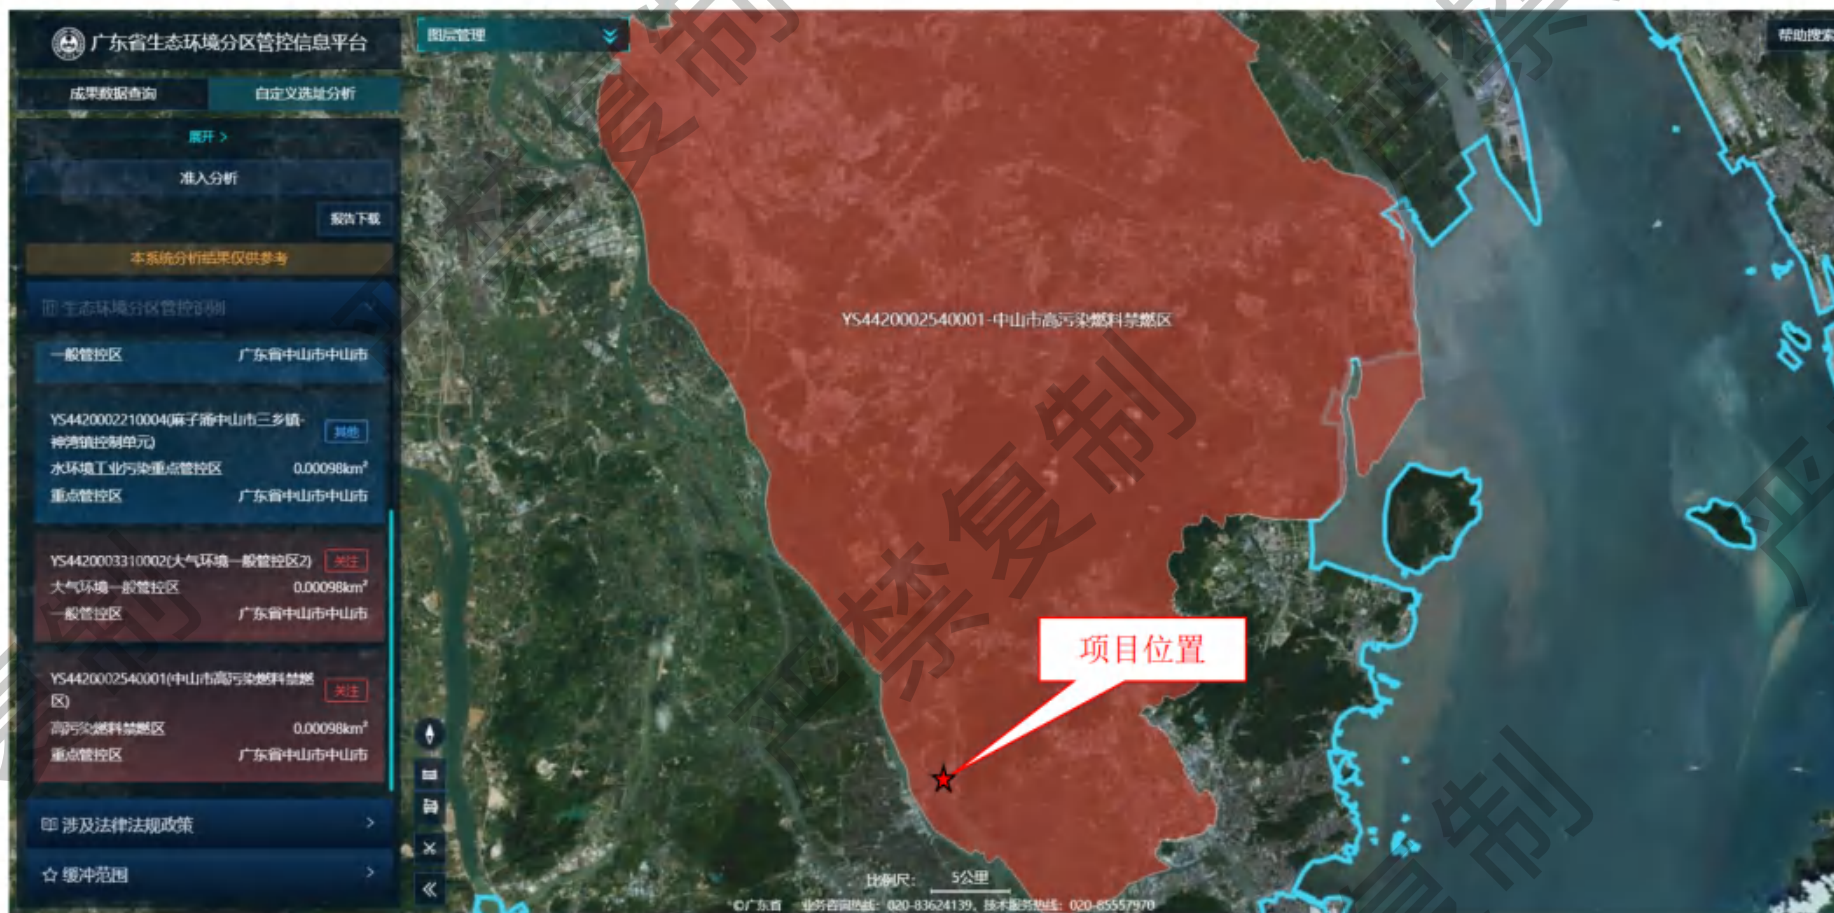 广东省生态环境分区管控信息平台
图层管理
帮助搜索
成果数据查询
自定义选址分析
展开 >
准入分析
报告下载
本系统分析结果仅供参考
生态环境分区管控识别
一般管控区 广东省中山市中山市
YS4420002210004(麻子涌中山市三乡镇-
神湾镇控制单元)
其他
水环境工业污染重点管控区 0.00098km²
重点管控区 广东省中山市中山市
YS4420003310002(大气环境一般管控区2)
关注
大气环境一般管控区 0.00098km²
一般管控区 广东省中山市中山市
YS4420002540001(中山市高污染燃料禁燃
区)
关注
高污染燃料禁燃区 0.00098km²
重点管控区 广东省中山市中山市
涉及法律法规政策 >
缓冲范围 >
YS4420002540001-中山市高污染燃料禁燃区
项目位置
比例尺: 5公里
©广东省 业务咨询热线: 020-83624139, 技术服务热线: 020-85557970
严禁复制